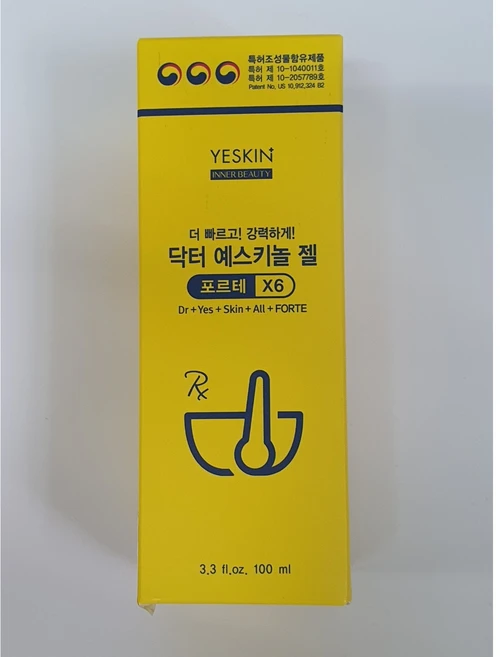 특허조성물함유제품
특허 제 10-1040011호
특허 제 10-2057789호
Patent No, US 10,912,324 B2
YESKIN
INNER BEAUTY
더 빠르고! 강력하게!
닥터 예스키놀 젤
포르테 X6
Dr+Yes+Skin+All+FORTE
Rx
3.3 fl.oz. 100 ml